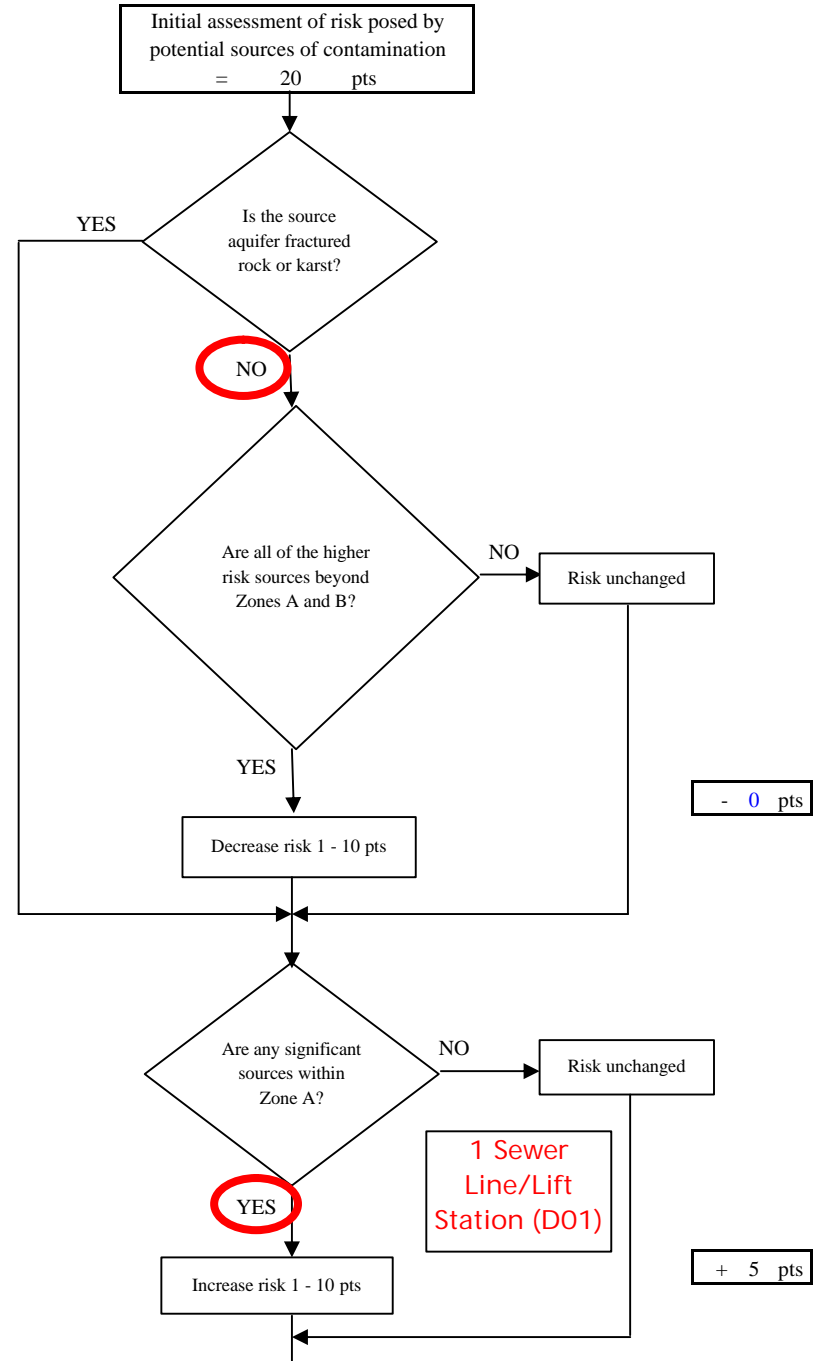 Initial assessment of risk posed by
potential sources of contamination
= 20 pts
YES
Is the source
aquifer fractured
rock or karst?
NO
Are all of the higher
risk sources beyond
Zones A and B?
NO
Risk unchanged
YES
- 0 pts
Decrease risk 1 - 10 pts
Are any significant
sources within
Zone A?
NO
Risk unchanged
1 Sewer
Line/Lift
Station (D01)
YES
+ 5 pts
Increase risk 1 - 10 pts